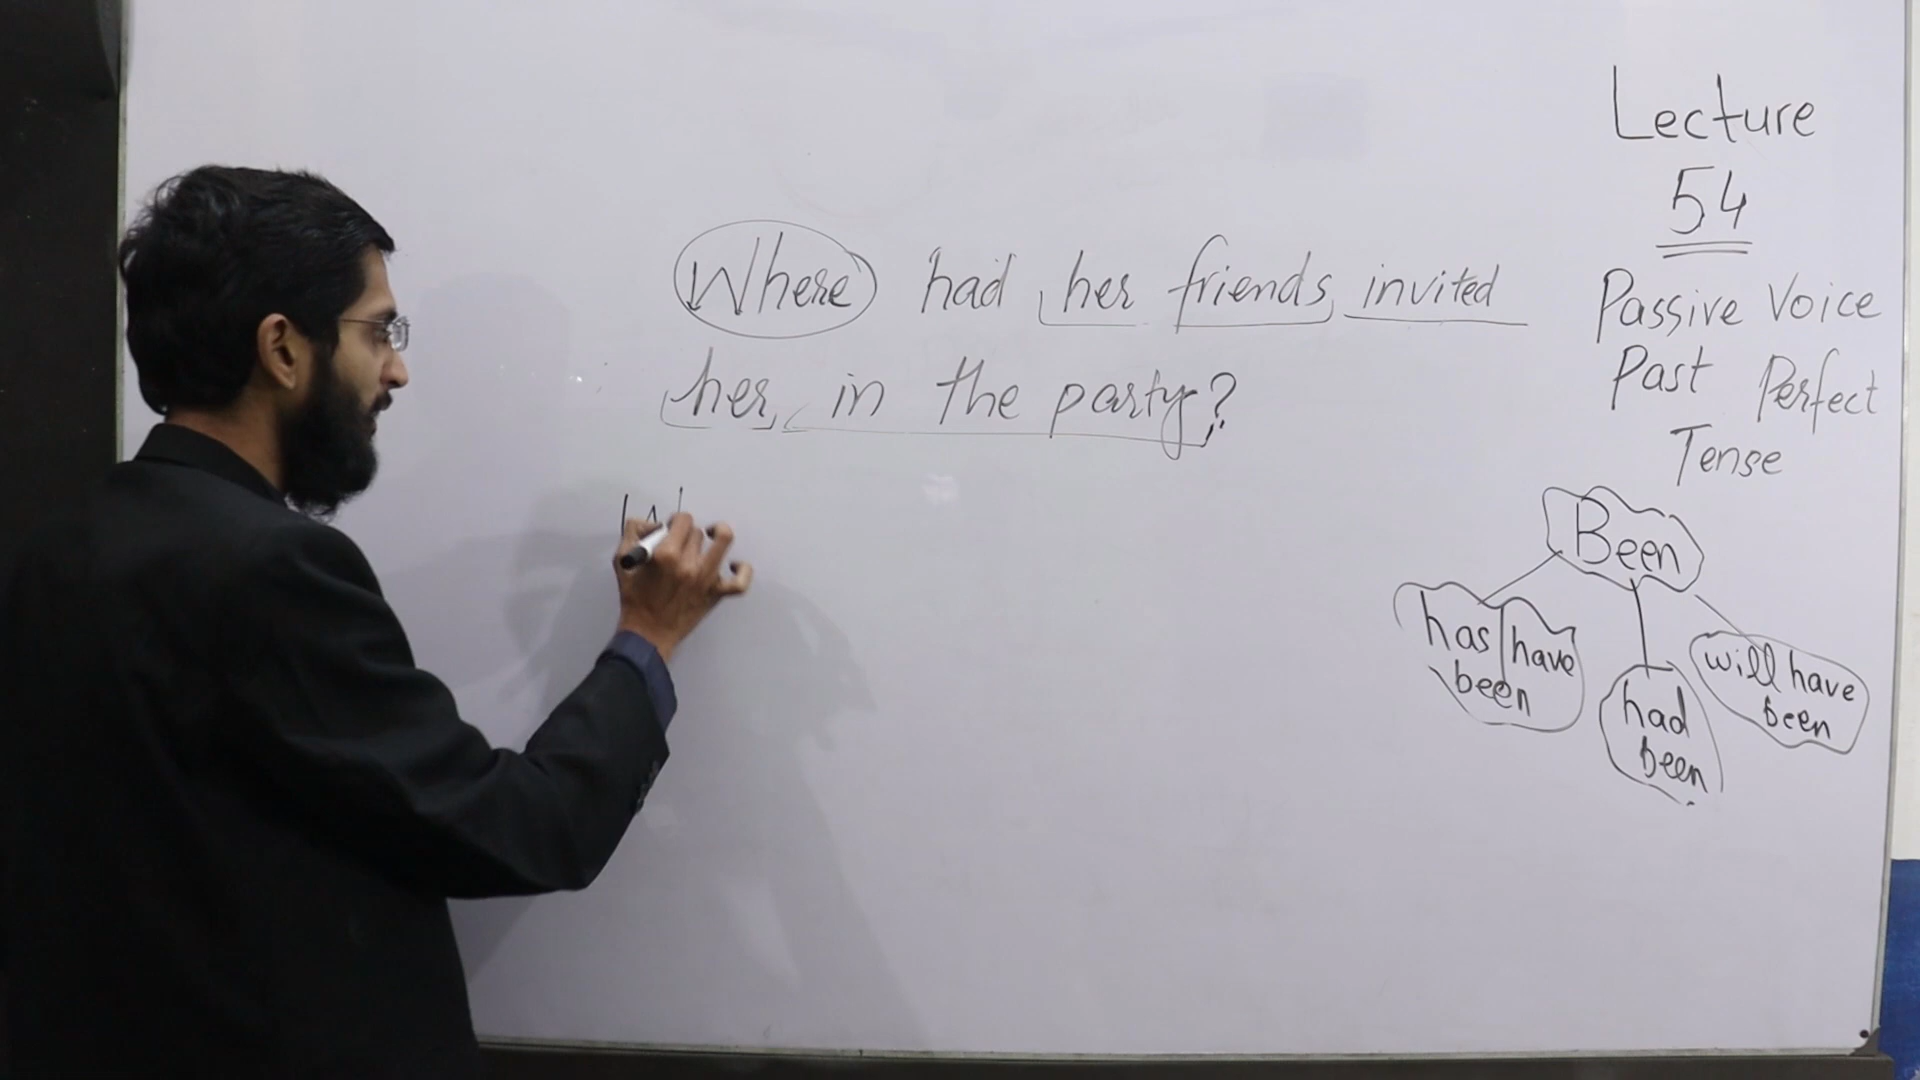 Where had her friends invited
her in the party?
Lecture
54
Passive Voice
Past Perfect
Tense
Been
has have
been
had
been
will have
been